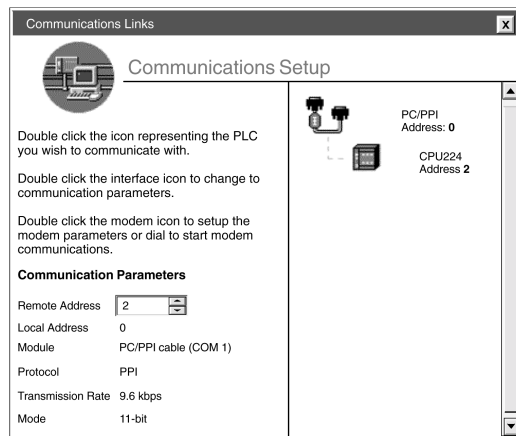 Communications Links
x
Communications Setup
Double click the icon representing the PLC
you wish to communicate with.
Double click the interface icon to change to
communication parameters.
Double click the modem icon to setup the
modem parameters or dial to start modem
communications.
Communication Parameters
Remote Address 2
Local Address 0
Module PC/PPI cable (COM 1)
Protocol PPI
Transmission Rate 9.6 kbps
Mode 11-bit
PC/PPI
Address: 0
CPU224
Address 2